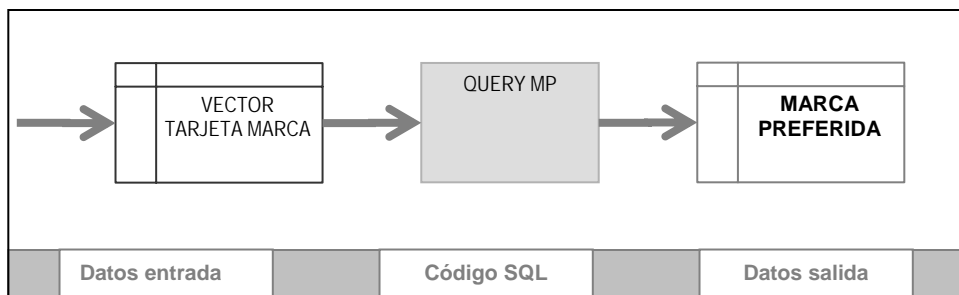 VECTOR
TARJETA MARCA
QUERY MP
MARCA
PREFERIDA
Datos entrada
Código SQL
Datos salida